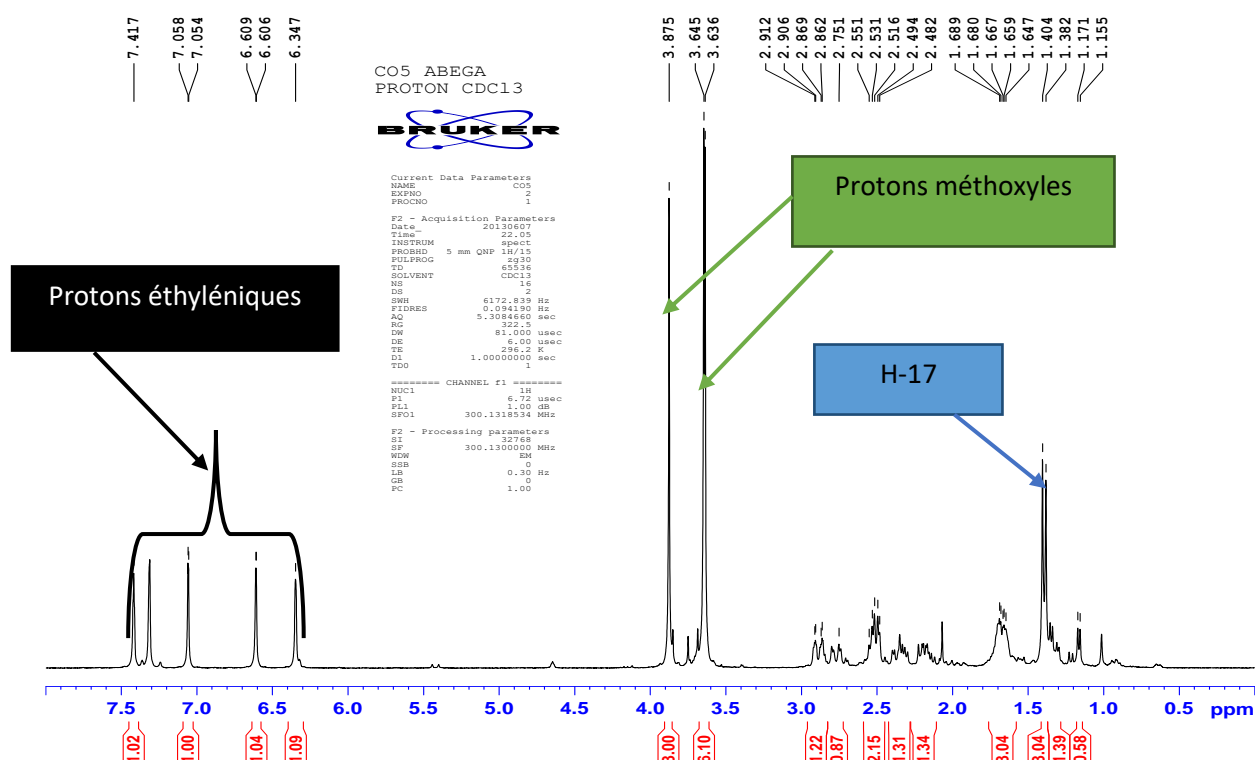 7.417
7.058
7.054
6.609
6.606
6.347
3.875
3.645
3.636
2.912
2.906
2.869
2.862
2.751
2.551
2.531
2.516
2.494
2.482
1.689
1.680
1.667
1.659
1.647
1.404
1.382
1.171
1.155
CO5 ABEGA
PROTON CDCl3
BRUKER
Current Data Parameters
NAME CO5
EXPNO 2
PROCNO 1
F2 - Acquisition Parameters
Date_ 20130607
Time 22.05
INSTRUM spect
PROBHD 5 mm QNP 1H/15
PULPROG zg30
TD 65536
SOLVENT CDCl3
NS 16
DS 2
SWH 6172.839 Hz
FIDRES 0.094190 Hz
AQ 5.3084660 sec
RG 322.5
DW 81.000 usec
DE 6.00 usec
TE 296.2 K
D1 1.00000000 sec
TD0 1
======== CHANNEL f1 ========
NUC1 1H
P1 6.72 usec
PL1 1.00 dB
SFO1 300.1318534 MHz
F2 - Processing parameters
SI 32768
SF 300.1300000 MHz
WDW EM
SSB 0
LB 0.30 Hz
GB 0
PC 1.00
Protons éthyléniques
Protons méthoxyles
H-17
7.5 7.0 6.5 6.0 5.5 5.0 4.5 4.0 3.5 3.0 2.5 2.0 1.5 1.0 0.5 ppm
1.02
1.00
1.04
1.09
3.00
6.10
1.22
0.87
2.15
1.31
1.34
3.04
3.04
1.39
0.58